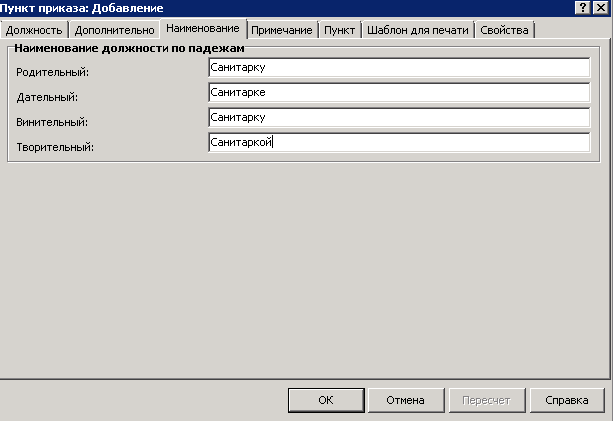 Пункт приказа: Добавление
Должность Дополнительно Наименование Примечание Пункт Шаблон для печати Свойства
Наименование должности по падежам
Родительный: Санитарку
Дательный: Санитарке
Винительный: Санитарку
Творительный: Санитаркой
OK Отмена Пересчет Справка